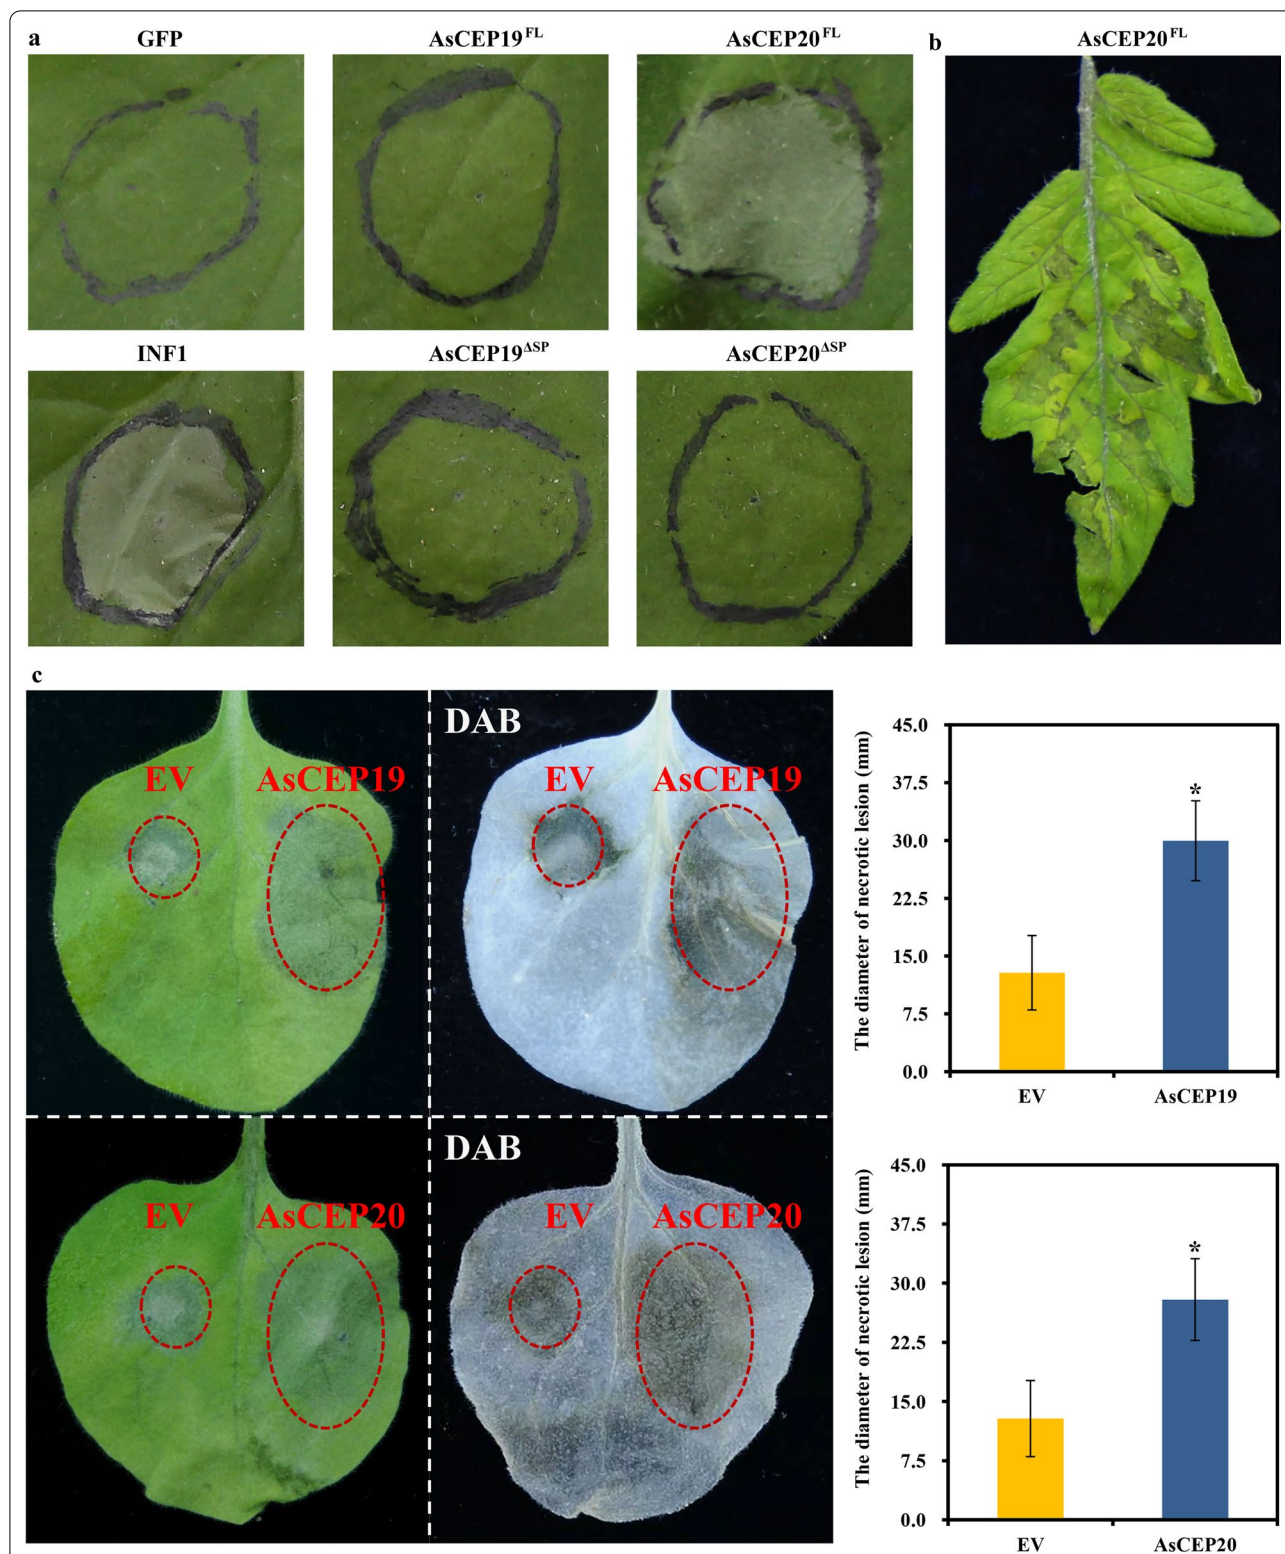 a
GFP
AsCEP19^FL
AsCEP20^FL
b
AsCEP20^FL
INF1
AsCEP19^ΔSP
AsCEP20^ΔSP
c
EV
AsCEP19
DAB
EV
AsCEP19
The diameter of necrotic lesion (mm)
45.0
37.5
30.0
22.5
15.0
7.5
0.0
*
EV
AsCEP19
EV
AsCEP20
DAB
EV
AsCEP20
The diameter of necrotic lesion (mm)
45.0
37.5
30.0
22.5
15.0
7.5
0.0
*
EV
AsCEP20